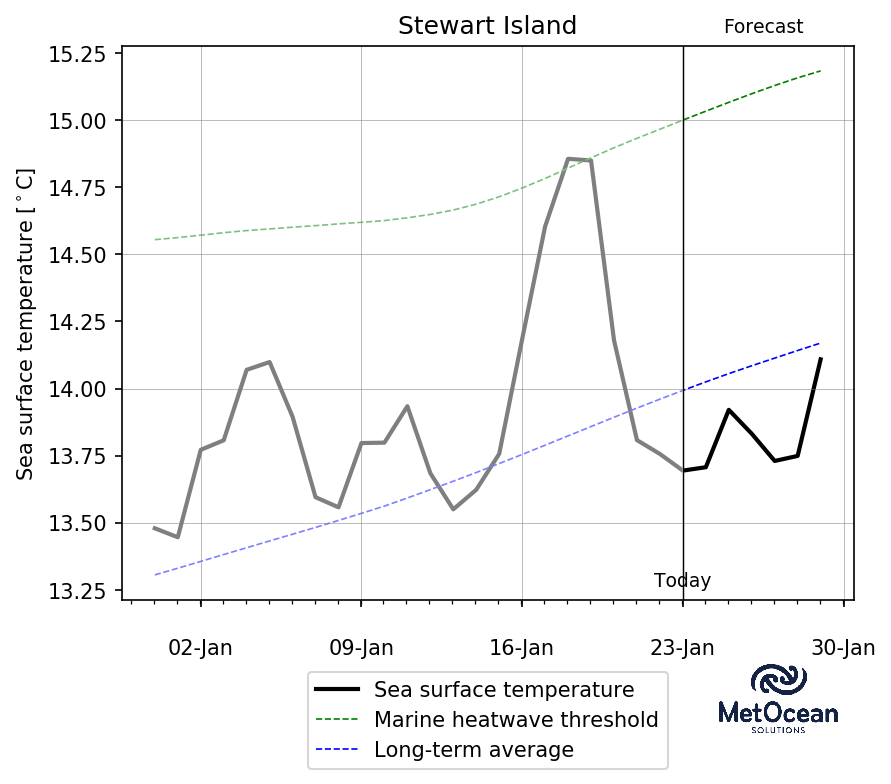 Stewart Island
Forecast
15.25
15.00
14.75
14.50
14.25
14.00
13.75
13.50
13.25
Sea surface temperature [°C]
Today
02-Jan
09-Jan
16-Jan
23-Jan
30-Jan
Sea surface temperature
Marine heatwave threshold
Long-term average
MetOcean
SOLUTIONS